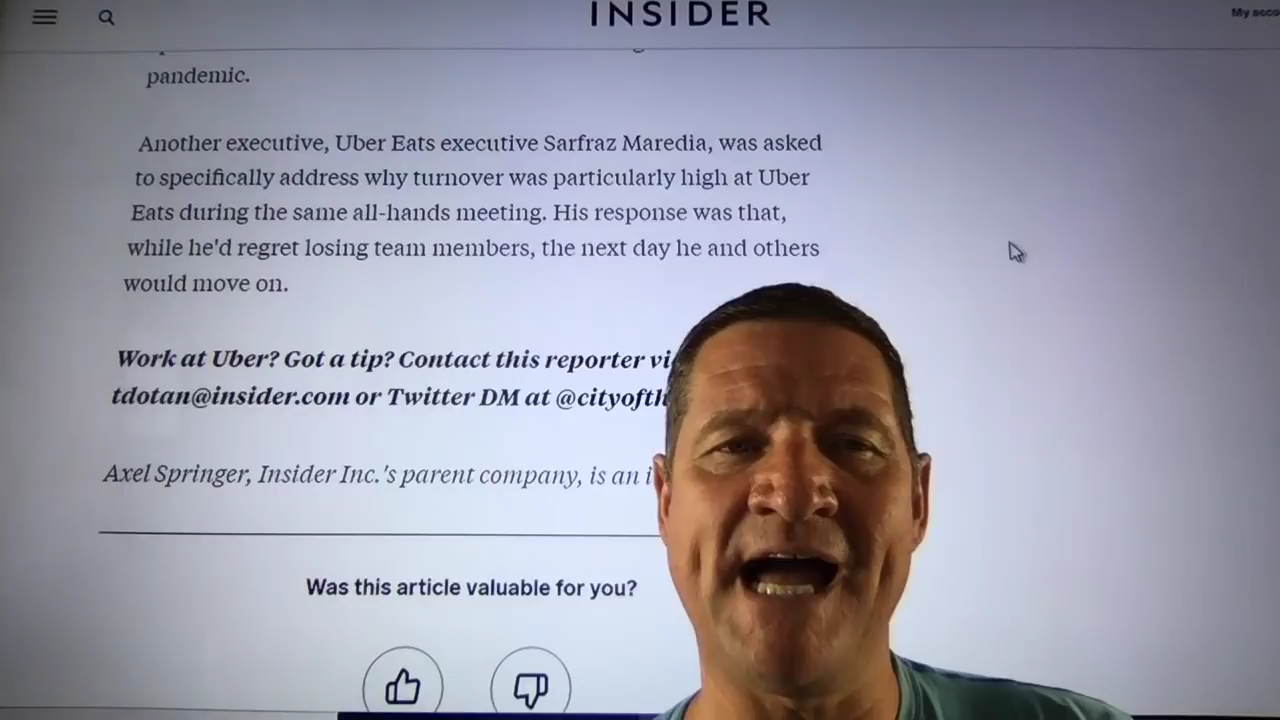 INSIDER
My acco
pandemic.
Another executive, Uber Eats executive Sarfraz Maredia, was asked
to specifically address why turnover was particularly high at Uber
Eats during the same all-hands meeting. His response was that,
while he'd regret losing team members, the next day he and others
would move on.
Work at Uber? Got a tip? Contact this reporter vi
tdotan@insider.com or Twitter DM at @cityofth
Axel Springer, Insider Inc.'s parent company, is an i
Was this article valuable for you?